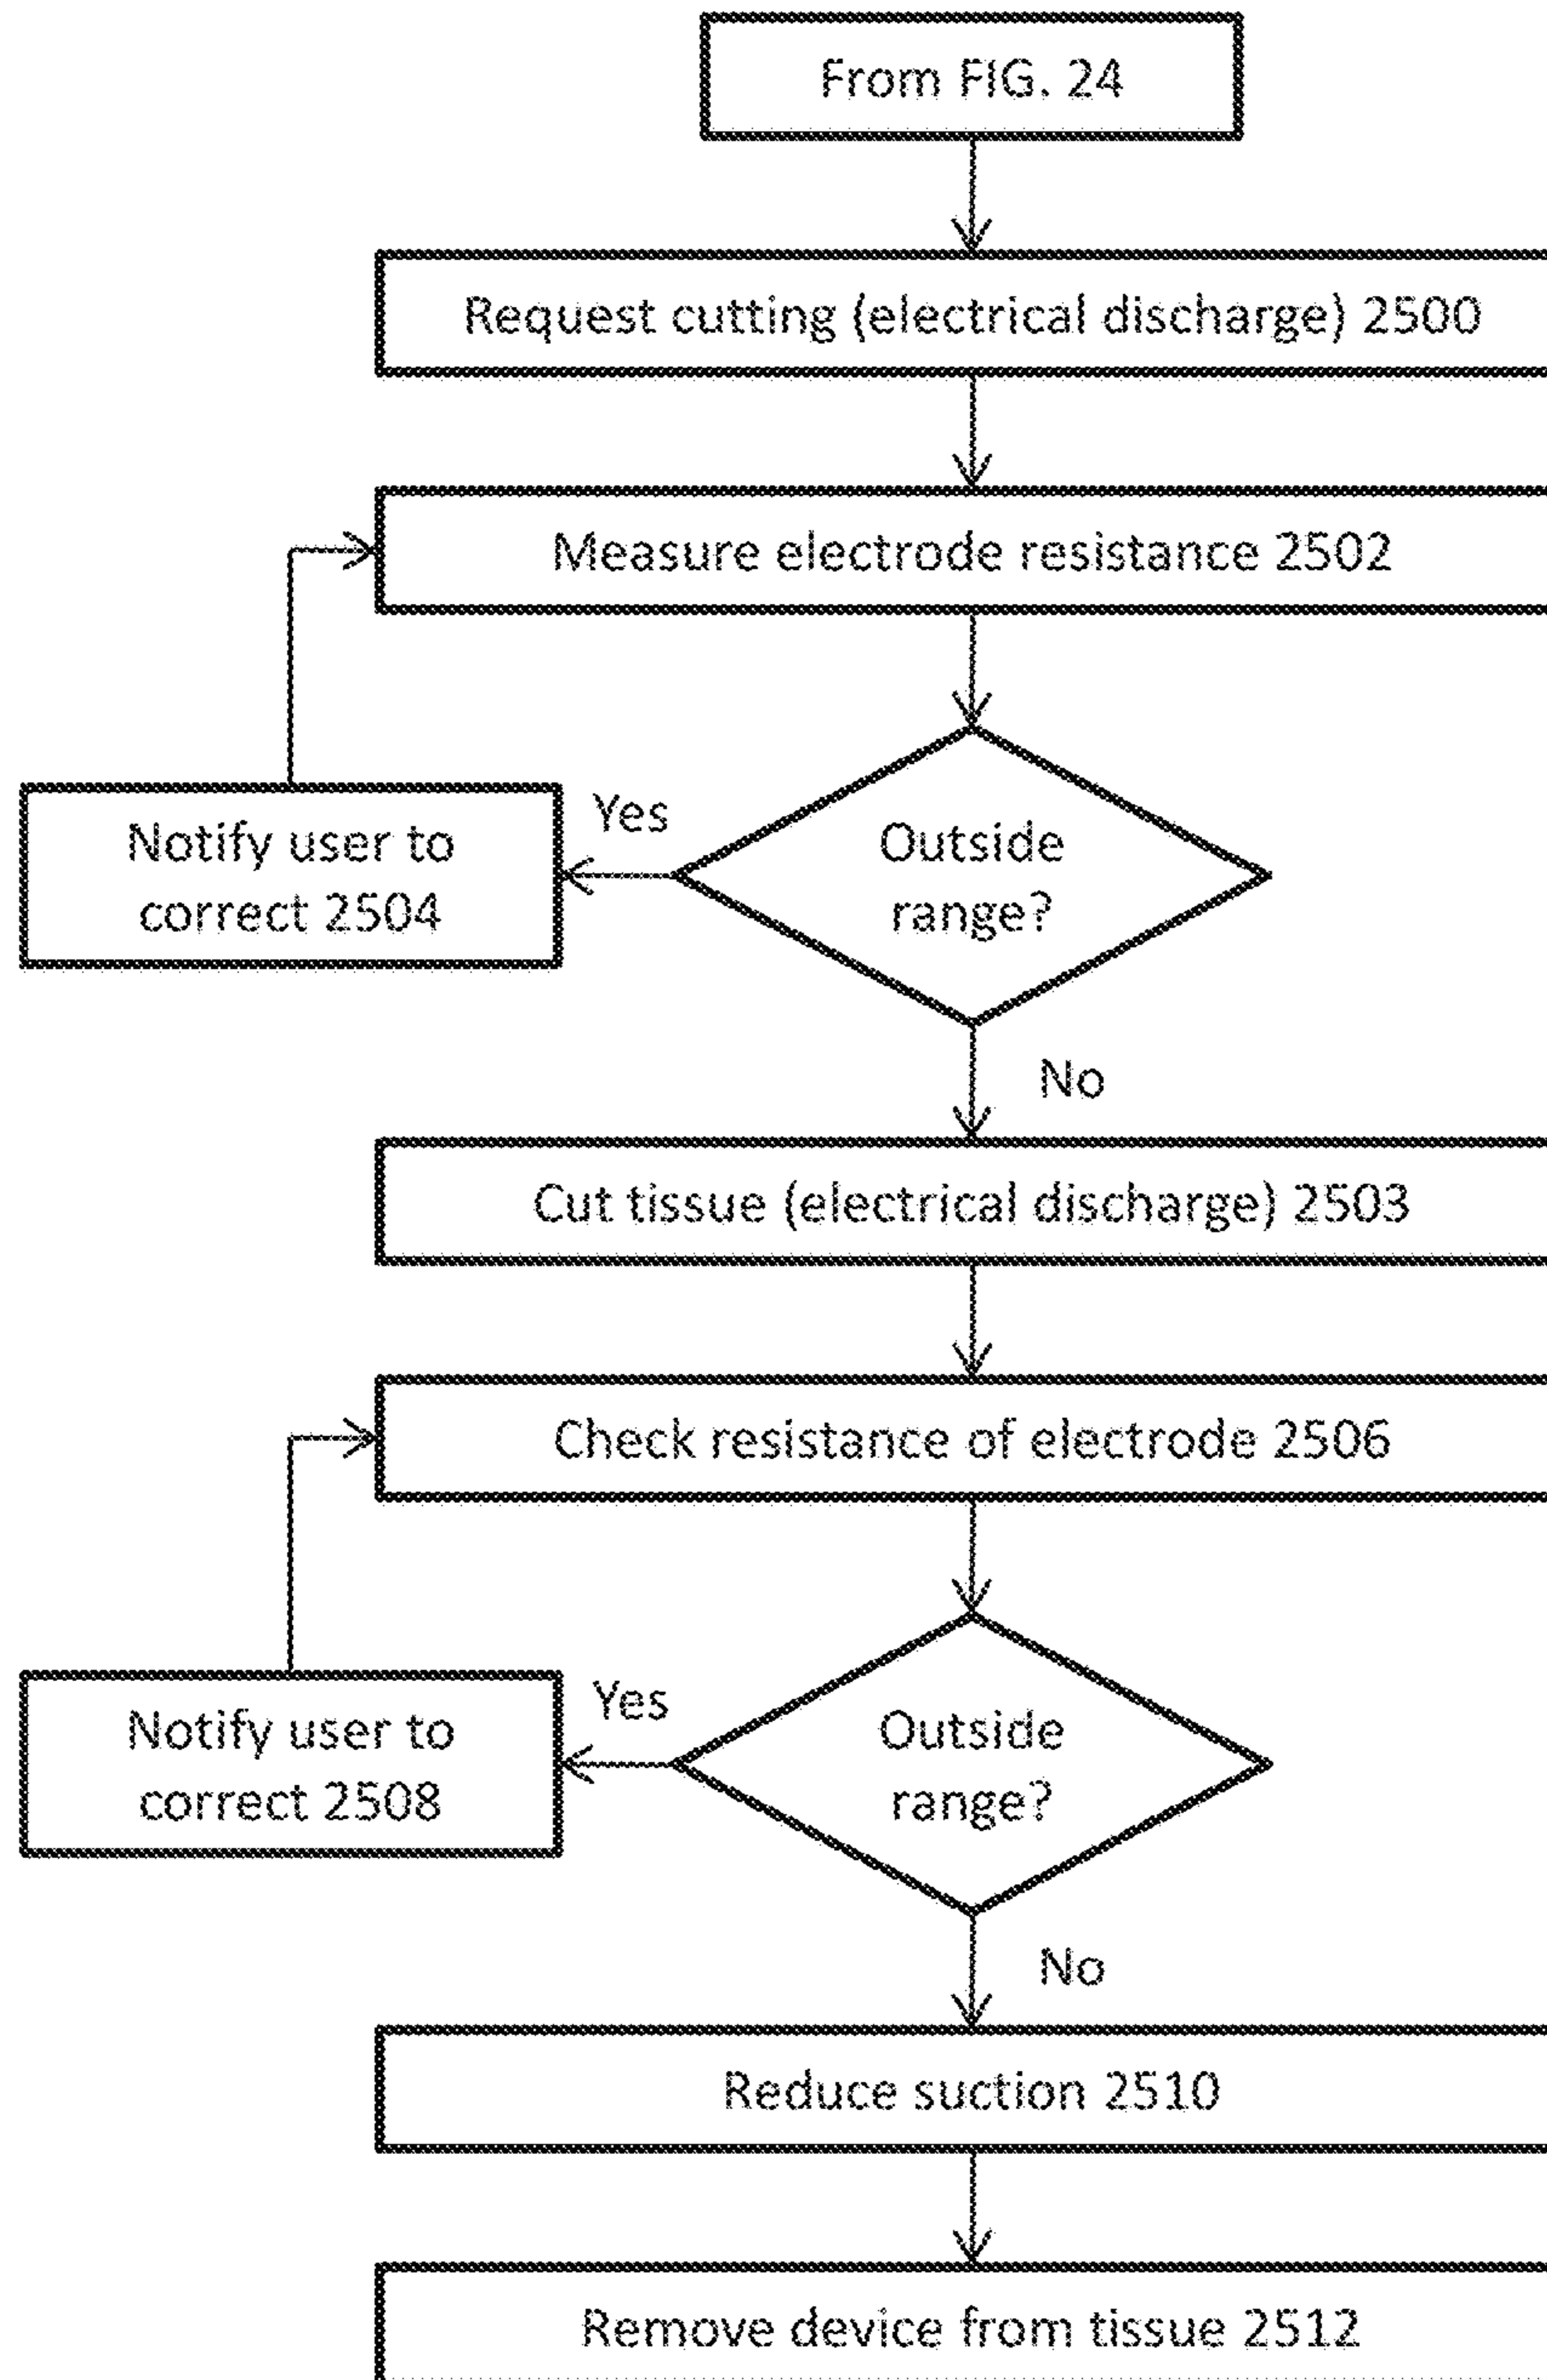 From FIG. 24
Request cutting (electrical discharge) 2500
Measure electrode resistance 2502
Yes
Notify user to
correct 2504
Outside
range?
No
Cut tissue (electrical discharge) 2503
Check resistance of electrode 2506
Yes
Notify user to
correct 2508
Outside
range?
No
Reduce suction 2510
Remove device from tissue 2512